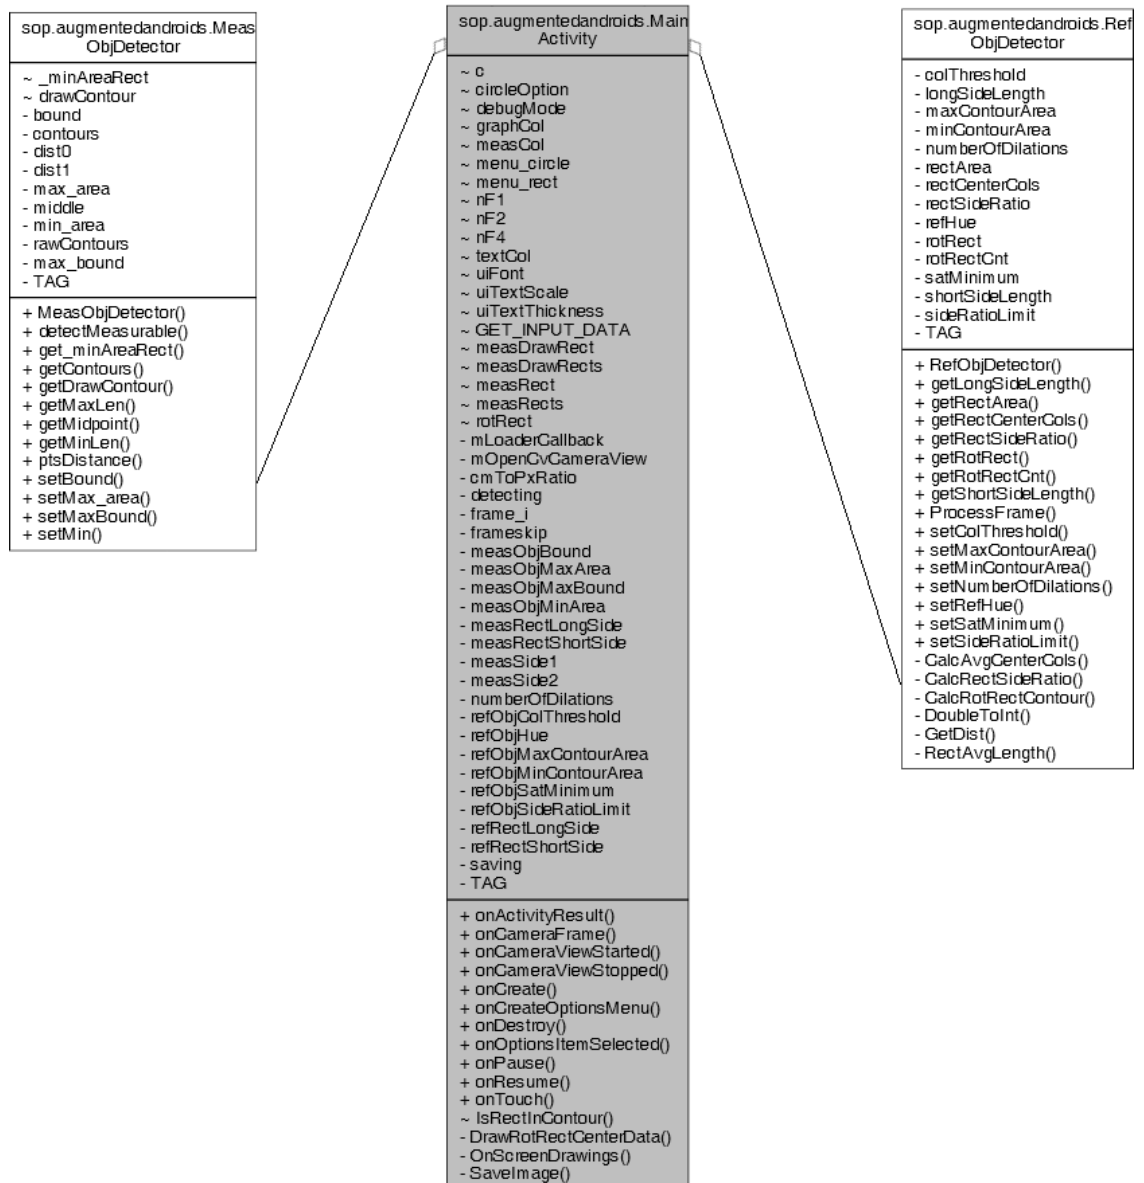 sop.augmentedandroids.Meas
ObjDetector
~ _minAreaRect
~ drawContour
- bound
- contours
- dist0
- dist1
- max_area
- middle
- min_area
- rawContours
- max_bound
- TAG
+ MeasObjDetector()
+ detectMeasurable()
+ get_minAreaRect()
+ getContours()
+ getDrawContour()
+ getMaxLen()
+ getMidpoint()
+ getMinLen()
+ ptsDistance()
+ setBound()
+ setMax_area()
+ setMaxBound()
+ setMin()
sop.augmentedandroids.Main
Activity
~ c
~ circleOption
~ debugMode
~ graphCol
~ measCol
~ menu_circle
~ menu_rect
~ nF1
~ nF2
~ nF4
~ textCol
~ uiFont
~ uiTextScale
~ uiTextThickness
~ GET_INPUT_DATA
~ measDrawRect
~ measDrawRects
~ measRect
~ measRects
~ rotRect
- mLoaderCallback
- mOpenCvCameraView
- cmToPxRatio
- detecting
- frame_i
- frameskip
- measObjBound
- measObjMaxArea
- measObjMaxBound
- measObjMinArea
- measRectLongSide
- measRectShortSide
- measSide1
- measSide2
- numberOfDilations
- refObjColThreshold
- refObjHue
- refObjMaxContourArea
- refObjMinContourArea
- refObjSatMinimum
- refObjSideRatioLimit
- refRectLongSide
- refRectShortSide
- saving
- TAG
+ onActivityResult()
+ onCameraFrame()
+ onCameraViewStarted()
+ onCameraViewStopped()
+ onCreate()
+ onCreateOptionsMenu()
+ onDestroy()
+ onOptionsItemSelected()
+ onPause()
+ onResume()
+ onTouch()
~ IsRectInContour()
- DrawRotRectCenterData()
- OnScreenDrawings()
- SaveImage()
sop.augmentedandroids.Ref
ObjDetector
- colThreshold
- longSideLength
- maxContourArea
- minContourArea
- numberOfDilations
- rectArea
- rectCenterCols
- rectSideRatio
- refHue
- rotRect
- rotRectCnt
- satMinimum
- shortSideLength
- sideRatioLimit
- TAG
+ RefObjDetector()
+ getLongSideLength()
+ getRectArea()
+ getRectCenterCols()
+ getRectSideRatio()
+ getRotRect()
+ getRotRectCnt()
+ getShortSideLength()
+ ProcessFrame()
+ setColThreshold()
+ setMaxContourArea()
+ setMinContourArea()
+ setNumberOfDilations()
+ setRefHue()
+ setSatMinimum()
+ setSideRatioLimit()
- CalcAvgCenterCols()
- CalcRectSideRatio()
- CalcRotRectContour()
- DoubleToInt()
- GetDist()
- RectAvgLength()